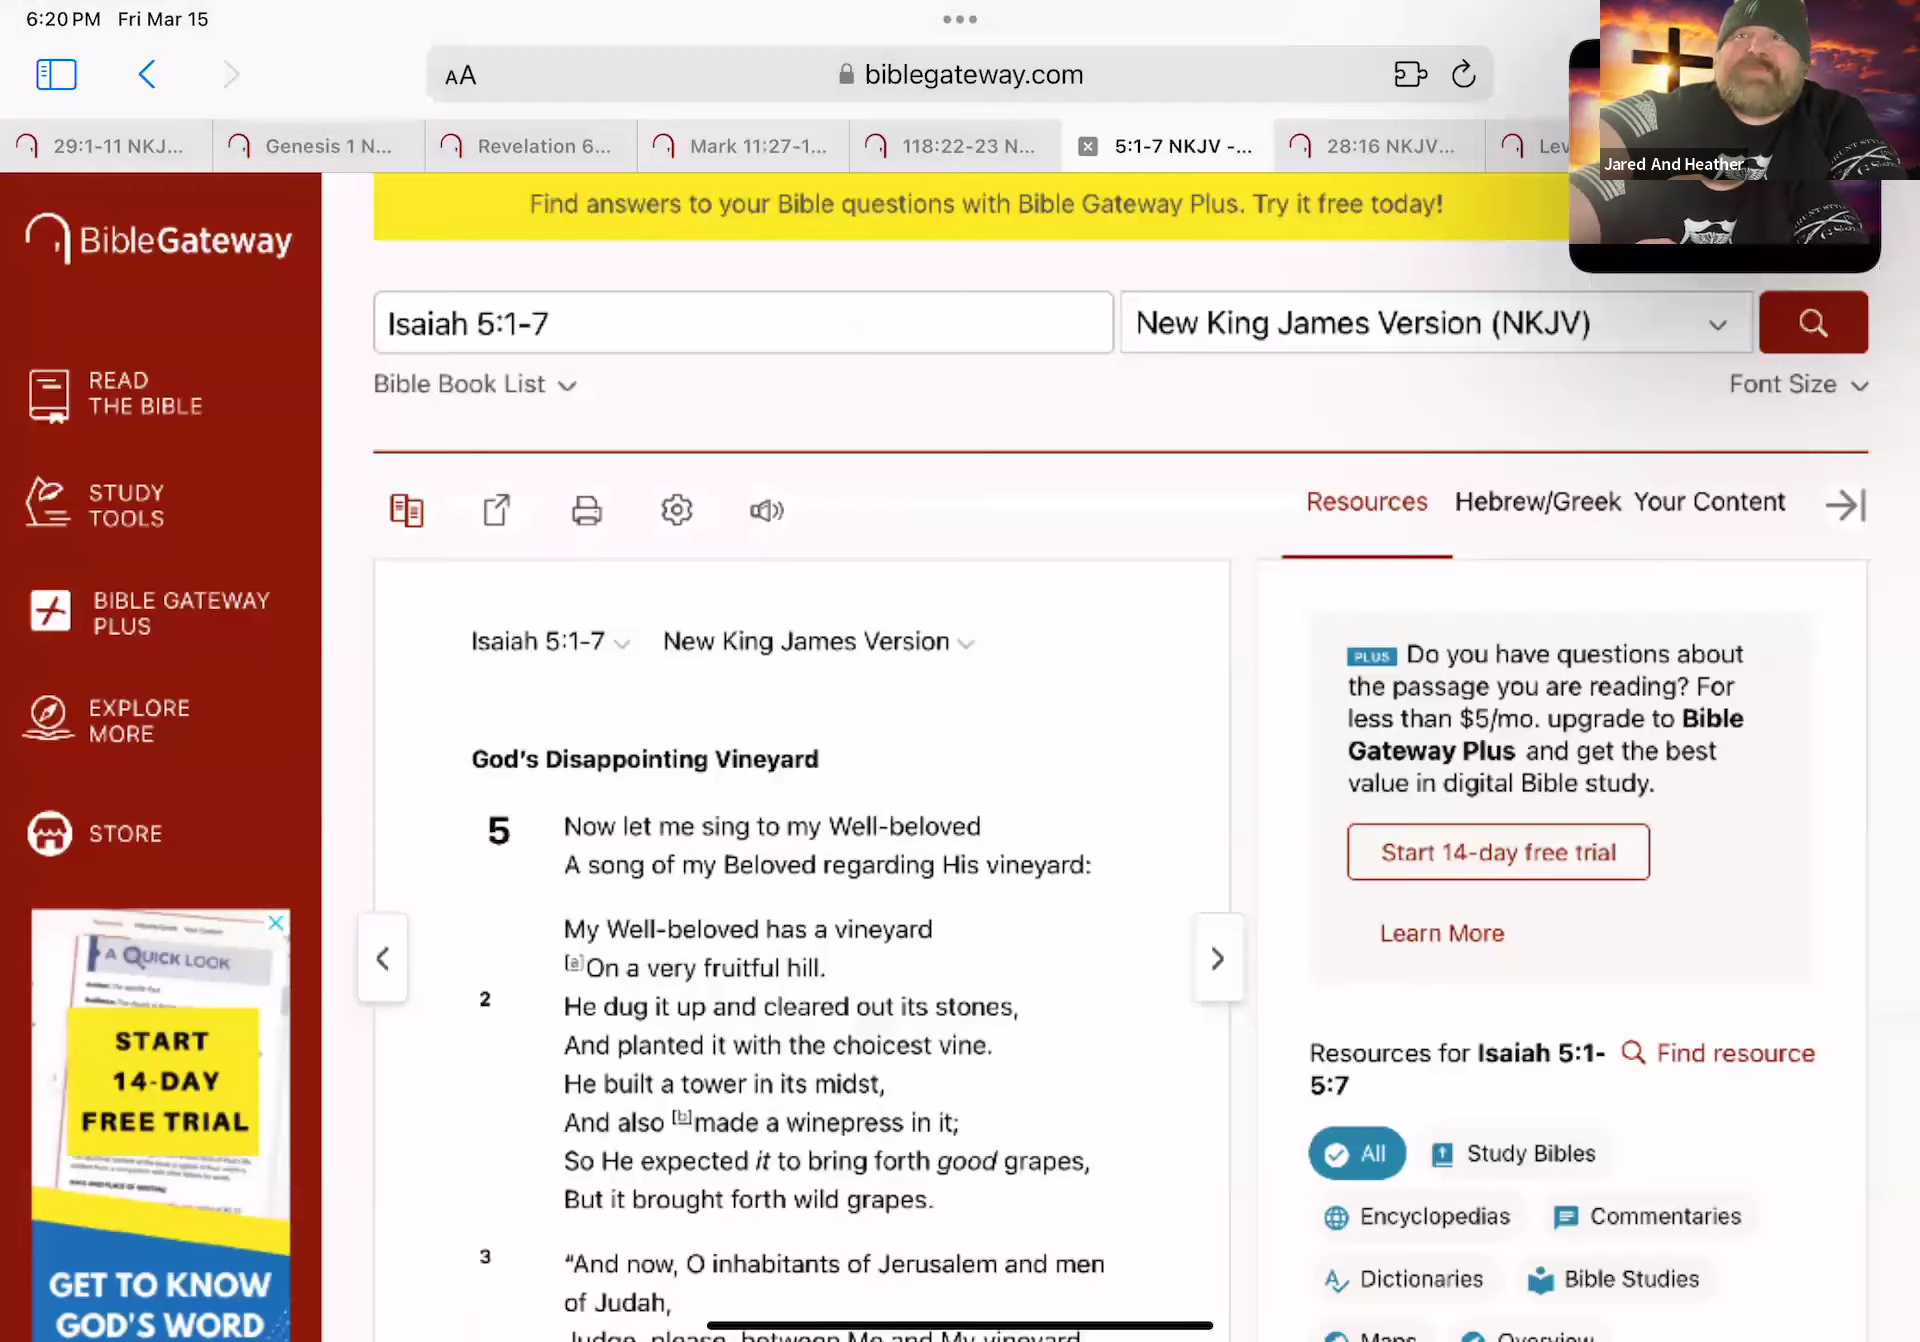 6:20 PM Fri Mar 15
AA
biblegateway.com
29:1-11 NKJ...
Genesis 1 N...
Revelation 6...
Mark 11:27-1...
118:22-23 N...
5:1-7 NKJV -...
28:16 NKJV...
Lev
Jared And Heather
BibleGateway
READ
THE BIBLE
STUDY
TOOLS
BIBLE GATEWAY
PLUS
EXPLORE
MORE
STORE
A QUICK LOOK
START
14-DAY
FREE TRIAL
GET TO KNOW
GOD'S WORD
Find answers to your Bible questions with Bible Gateway Plus. Try it free today!
Isaiah 5:1-7
New King James Version (NKJV)
Bible Book List
Font Size
Resources
Hebrew/Greek
Your Content
Isaiah 5:1-7
New King James Version
God's Disappointing Vineyard
5 Now let me sing to my Well-beloved
A song of my Beloved regarding His vineyard:
My Well-beloved has a vineyard
[a]On a very fruitful hill.
2 He dug it up and cleared out its stones,
And planted it with the choicest vine.
He built a tower in its midst,
And also [b]made a winepress in it;
So He expected it to bring forth good grapes,
But it brought forth wild grapes.
3 “And now, O inhabitants of Jerusalem and men
of Judah,
Judge, please, between Me and My vineyard.
PLUS Do you have questions about
the passage you are reading? For
less than $5/mo. upgrade to Bible
Gateway Plus and get the best
value in digital Bible study.
Start 14-day free trial
Learn More
Resources for Isaiah 5:1-
5:7
Find resource
All
Study Bibles
Encyclopedias
Commentaries
Dictionaries
Bible Studies
Maps
Overview